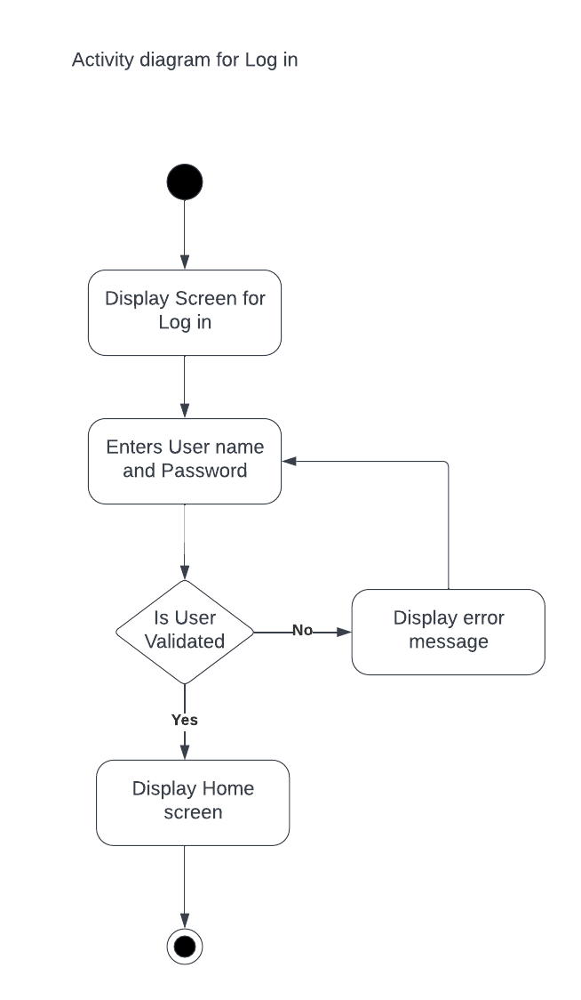 Activity diagram for Log in
Display Screen for
Log in
Enters User name
and Password
Is User
Validated
No
Display error
message
Yes
Display Home
screen